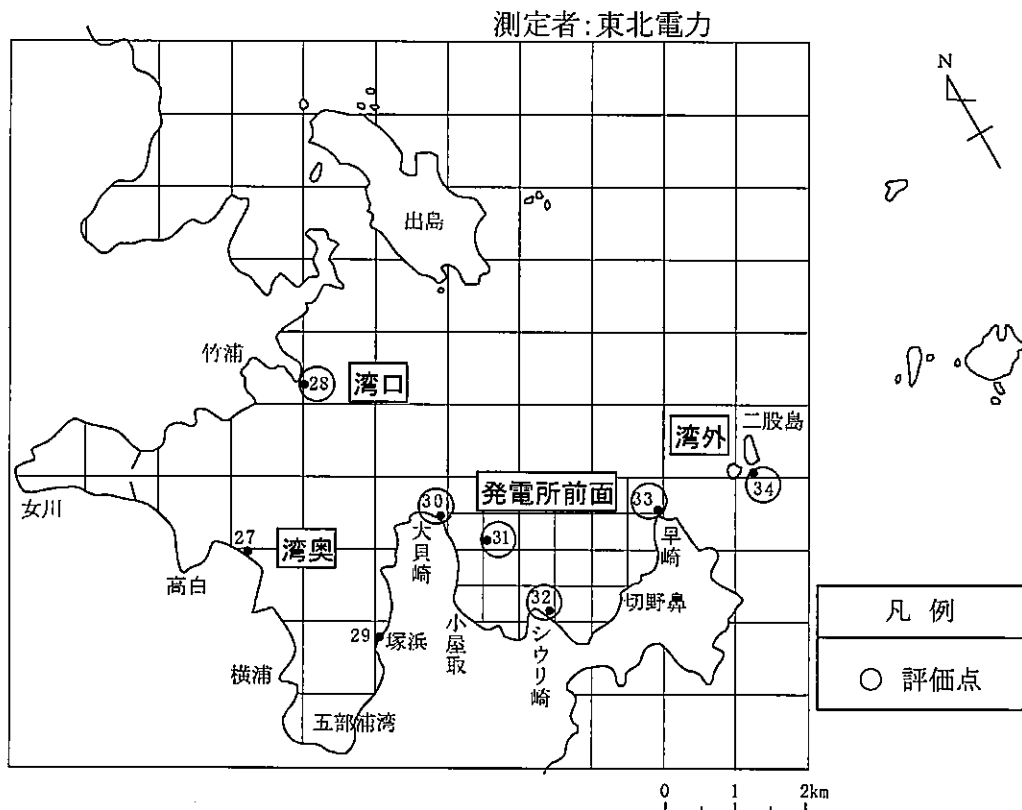 測定者:東北電力
N
出島
竹浦
28
湾口
湾外
二股島
34
発電所前面
33
30
31
女川
27
湾奥
大貝崎
早崎
高白
32
切野鼻
29
塚浜
小屋取
シウリ崎
横浦
五部浦湾
凡例
○ 評価点
0 1 2km